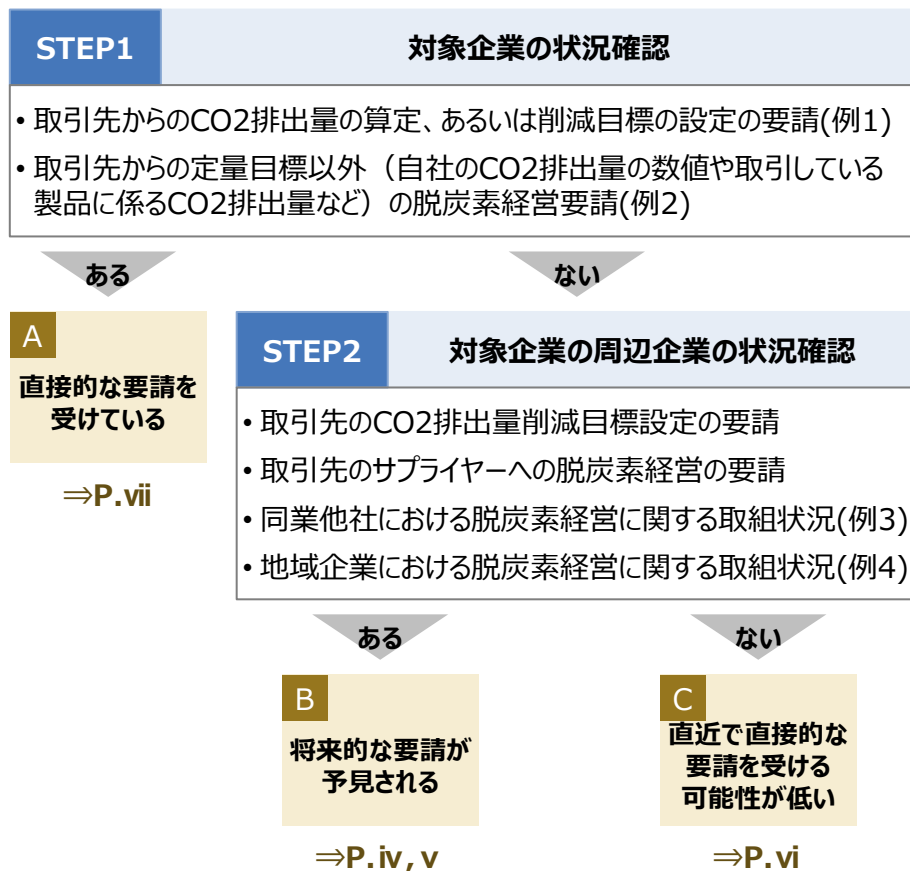 STEP1
対象企業の状況確認
• 取引先からのCO2排出量の算定、あるいは削減目標の設定の要請(例1)
• 取引先からの定量目標以外（自社のCO2排出量の数値や取引している
製品に係るCO2排出量など）の脱炭素経営要請(例2)
ある
ない
A
直接的な要請を
受けている
⇒P.vii
STEP2
対象企業の周辺企業の状況確認
• 取引先のCO2排出量削減目標設定の要請
• 取引先のサプライヤーへの脱炭素経営の要請
• 同業他社における脱炭素経営に関する取組状況(例3)
• 地域企業における脱炭素経営に関する取組状況(例4)
ある
ない
B
将来的な要請が
予見される
⇒P.iv, v
C
直近で直接的な
要請を受ける
可能性が低い
⇒P.vi